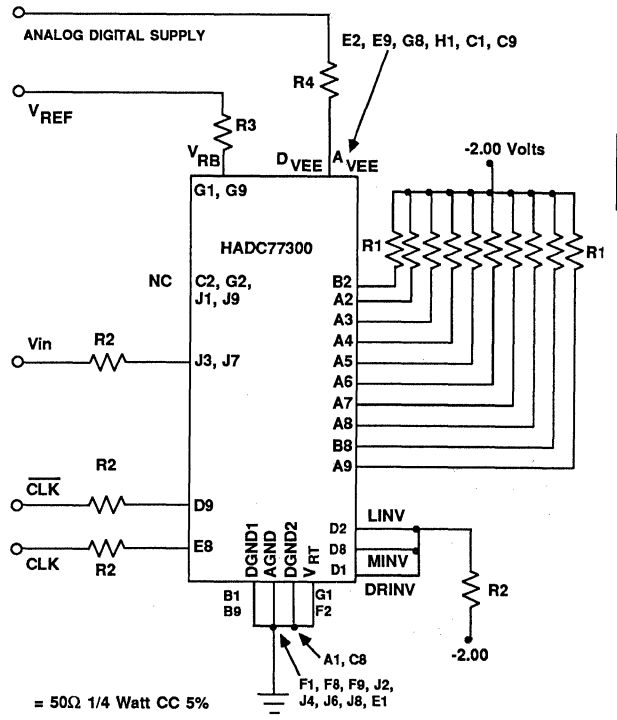 ANALOG DIGITAL SUPPLY
E2, E9, G8, H1, C1, C9
R4
VREF
R3
VRB
DVEE
AVEE
-2.00 Volts
G1, G9
HADC77300
R1
R1
NC
C2, G2,
J1, J9
B2
A2
A3
A4
A5
A6
A7
A8
B8
A9
Vin
R2
J3, J7
R2
CLK
D9
CLK
R2
E8
D2
LINV
D8
MINV
D1
DRINV
R2
-2.00
DGND1
AGND
DGND2
VRT
B1
B9
G1
F2
A1, C8
F1, F8, F9, J2,
J4, J6, J8, E1
= 50Ω 1/4 Watt CC 5%